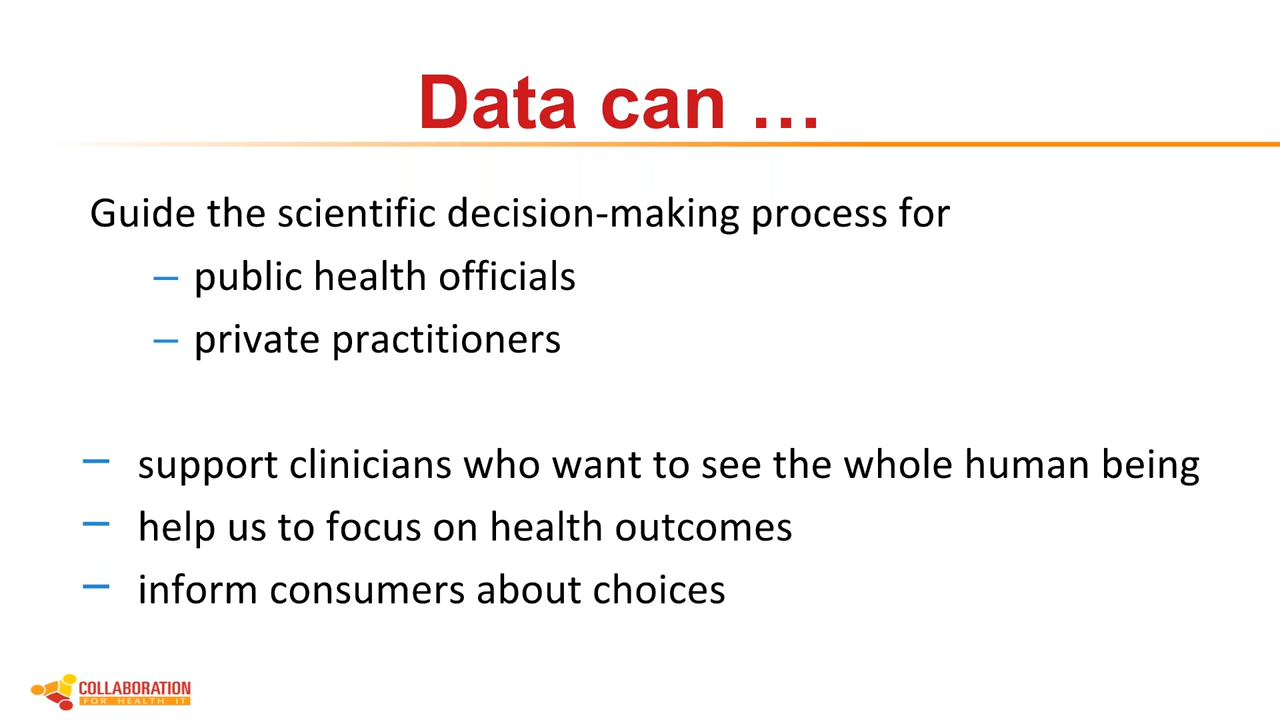 Data can …
Guide the scientific decision-making process for
– public health officials
– private practitioners
– support clinicians who want to see the whole human being
– help us to focus on health outcomes
– inform consumers about choices
COLLABORATION
FOR HEALTH IT